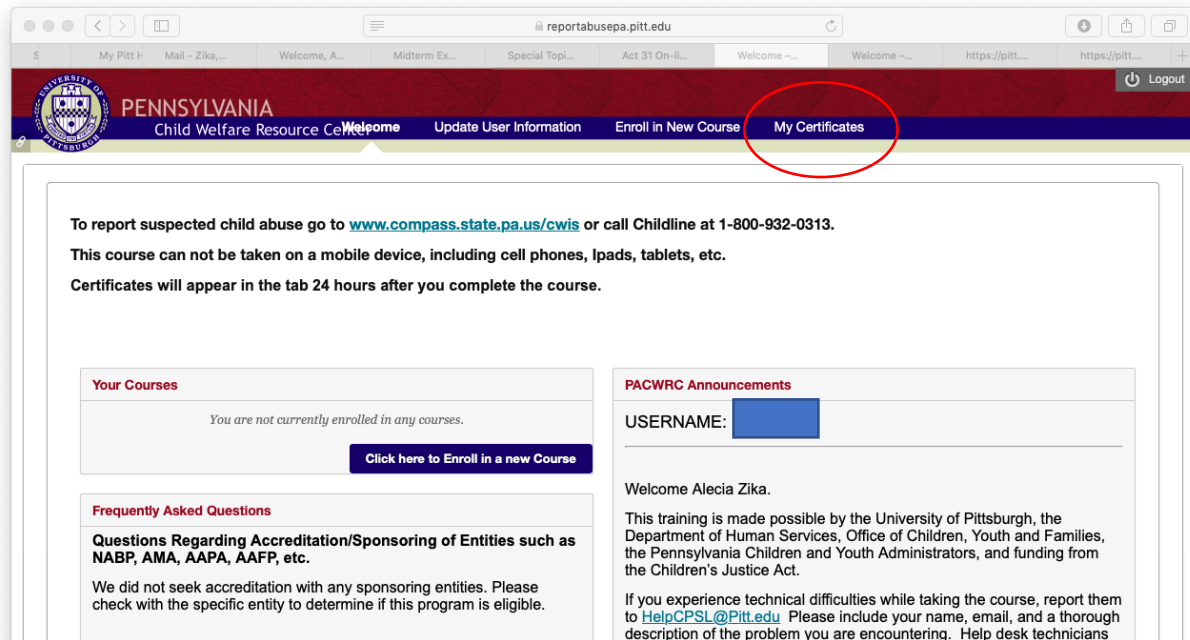 reportabusepa.pitt.edu
S
My Pitt H
Mail – Zika,...
Welcome, A...
Midterm Ex...
Special Topi...
Act 31 On-li...
Welcome –...
Welcome –...
https://pitt....
https://pitt....
Logout
UNIVERSITY OF PITTSBURGH
PENNSYLVANIA
Child Welfare Resource Center
Welcome
Update User Information
Enroll in New Course
My Certificates
To report suspected child abuse go to www.compass.state.pa.us/cwis or call Childline at 1-800-932-0313.
This course can not be taken on a mobile device, including cell phones, Ipads, tablets, etc.
Certificates will appear in the tab 24 hours after you complete the course.
Your Courses
You are not currently enrolled in any courses.
Click here to Enroll in a new Course
Frequently Asked Questions
Questions Regarding Accreditation/Sponsoring of Entities such as
NABP, AMA, AAPA, AAFP, etc.
We did not seek accreditation with any sponsoring entities. Please
check with the specific entity to determine if this program is eligible.
PACWRC Announcements
USERNAME:
Welcome Alecia Zika.
This training is made possible by the University of Pittsburgh, the
Department of Human Services, Office of Children, Youth and Families,
the Pennsylvania Children and Youth Administrators, and funding from
the Children's Justice Act.
If you experience technical difficulties while taking the course, report them
to HelpCPSL@Pitt.edu Please include your name, email, and a thorough
description of the problem you are encountering. Help desk technicians